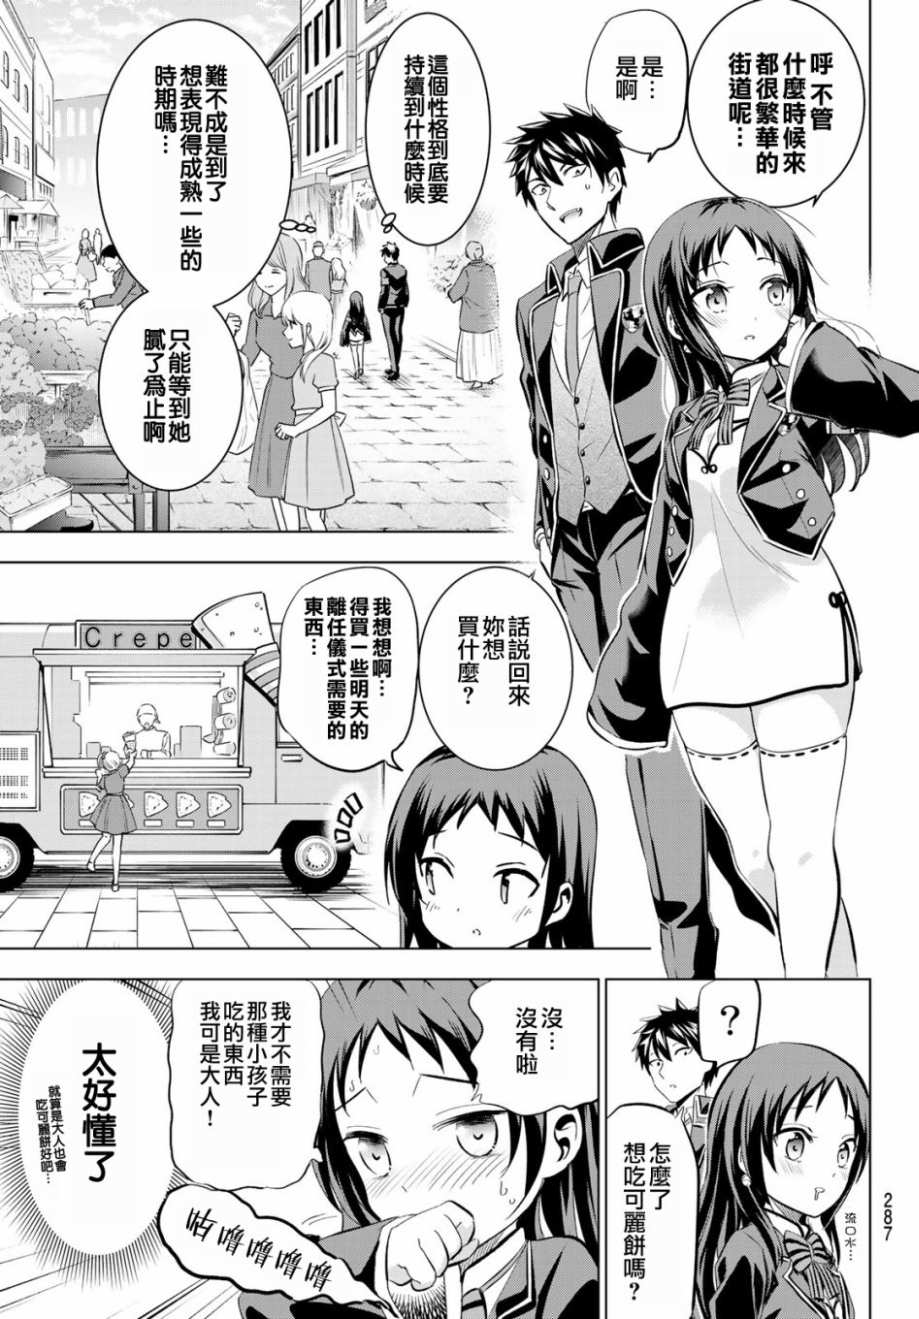 呼 不管
什麼時候來
都很繁華的
街道呢…
是…
是啊
這個性格到底要
持續到什麼時候
難不成是到了
想表現得成熟一些的
時期嗎…
只能等到她
膩了為止啊
話説回來
妳想
買什麼?
我想想啊…
得買一些明天的
離任儀式需要的
東西…
Crepe
?
怎麼了
想吃可麗餅嗎?
流口水…
沒…
沒有啦
我才不需要
那種小孩子
吃的東西
我可是大人!
咕嚕嚕嚕嚕
太好懂了
就算是大人也會
吃可麗餅好吧…
287